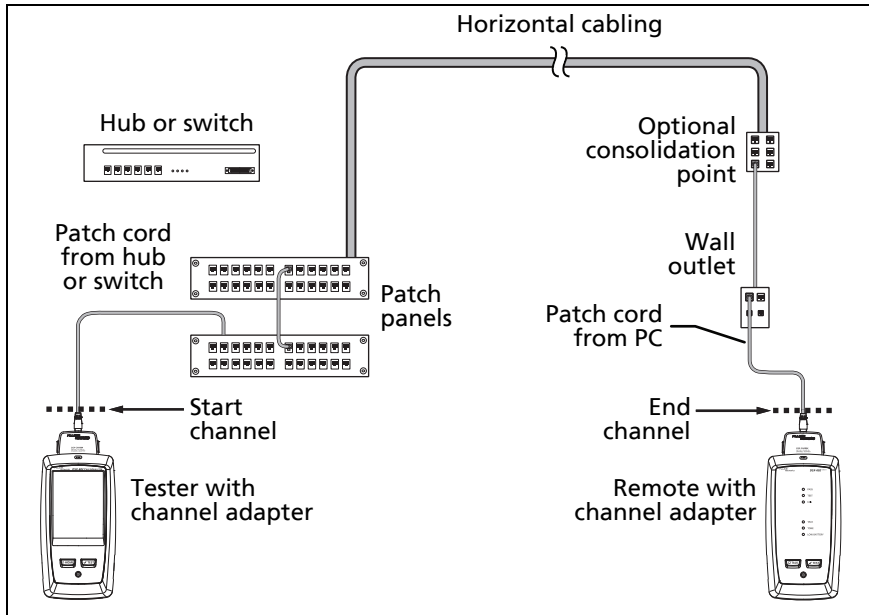 Horizontal cabling
Hub or switch
Optional
consolidation
point
Patch cord
from hub
or switch
Wall
outlet
Patch
panels
Patch cord
from PC
Start
channel
End
channel
Tester with
channel adapter
Remote with
channel adapter